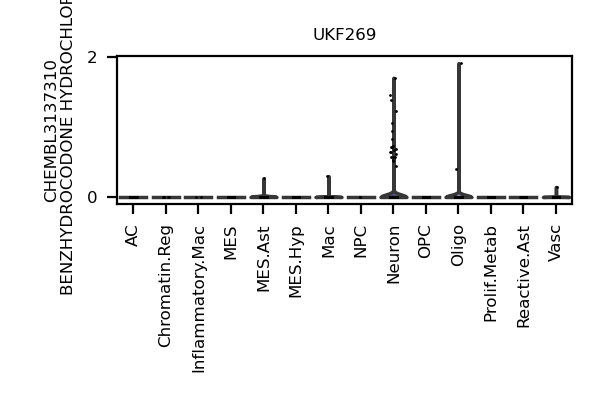 UKF269
CHEMBL3137310
BENZHYDROCODONE
2
0
AC
Chromatin.Reg
Inflammatory.Mac
MES
MES.Ast
MES.Hyp
Mac
NPC
Neuron
OPC
Oligo
Prolif.Metab
Reactive.Ast
Vasc